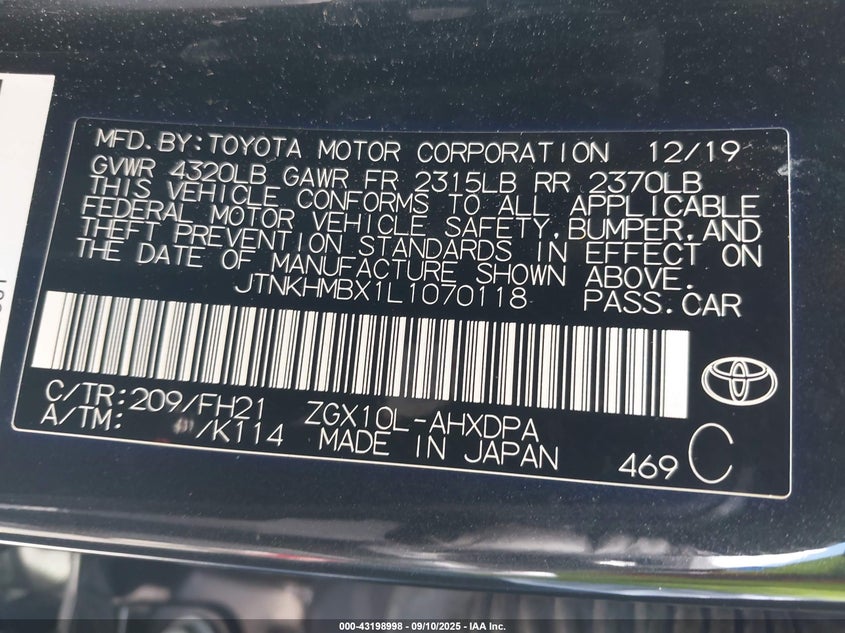 MFD. BY: TOYOTA MOTOR CORPORATION 12/19
GVWR 4320LB GAWR FR 2315LB RR 2370LB
THIS VEHICLE CONFORMS TO ALL APPLICABLE
FEDERAL MOTOR VEHICLE SAFETY, BUMPER, AND
THEFT PREVENTION STANDARDS IN EFFECT ON
THE DATE OF MANUFACTURE SHOWN ABOVE.
JTNKHMBX1L1070118 PASS. CAR
C/TR: 209/FH21 ZGX10L-AHXDPA
A/TM: /K114 MADE IN JAPAN 469 C
000-43198998 - 09/10/2025 - IAA Inc.